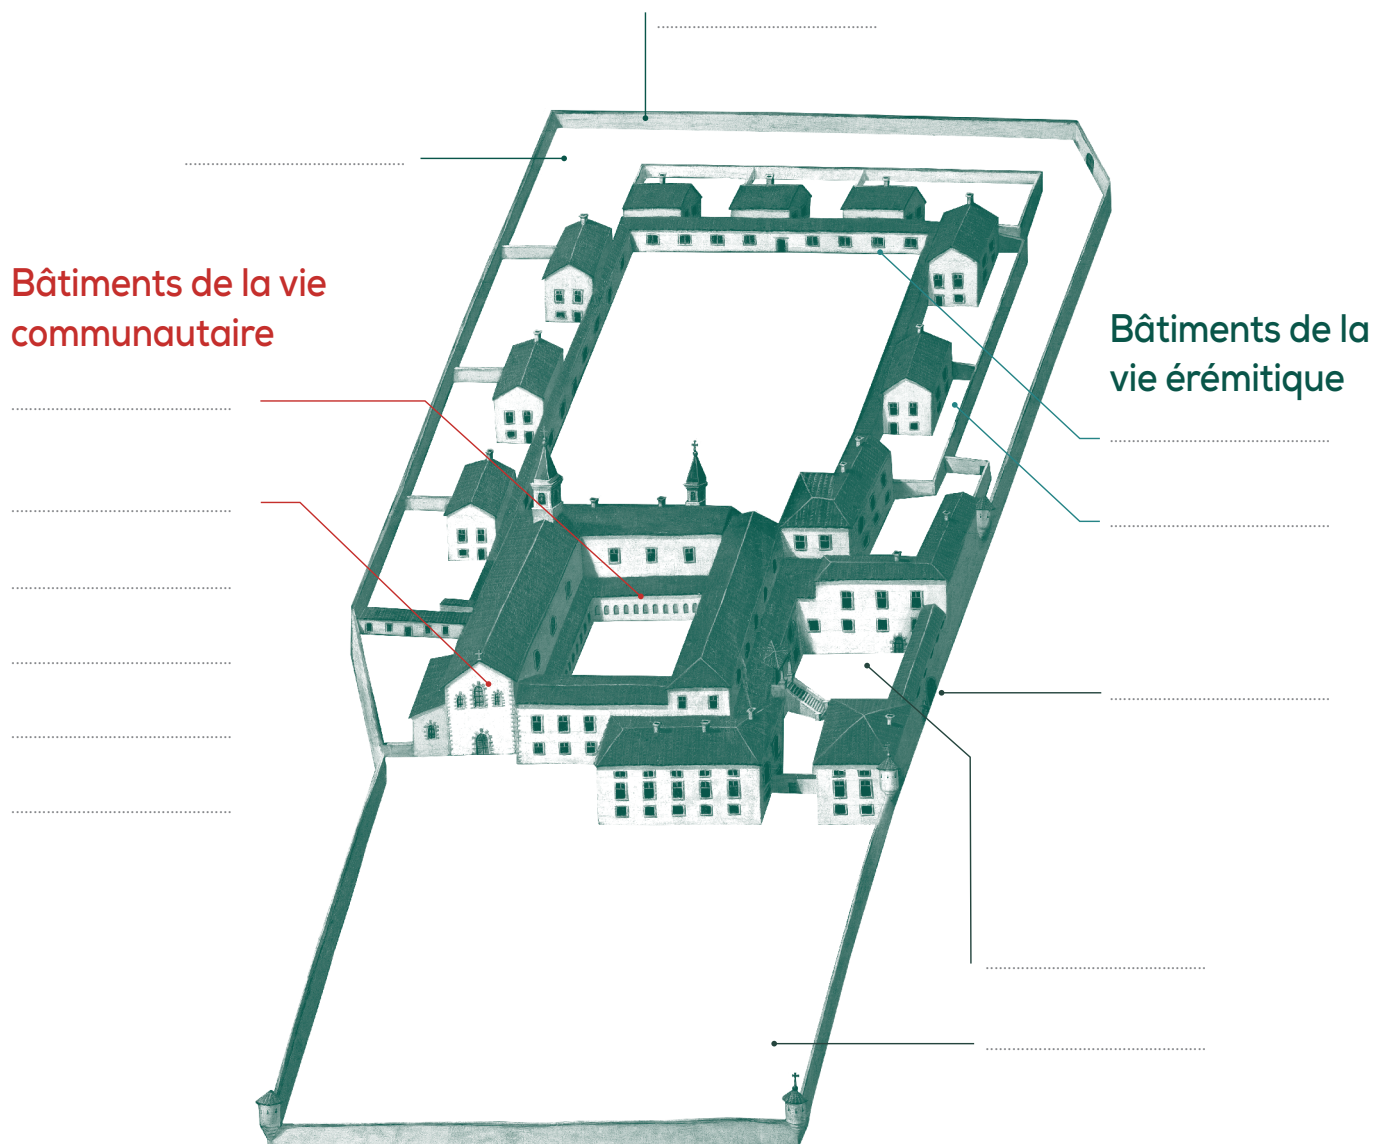 Bâtiments de la vie
communautaire
Bâtiments de la
vie érémitique